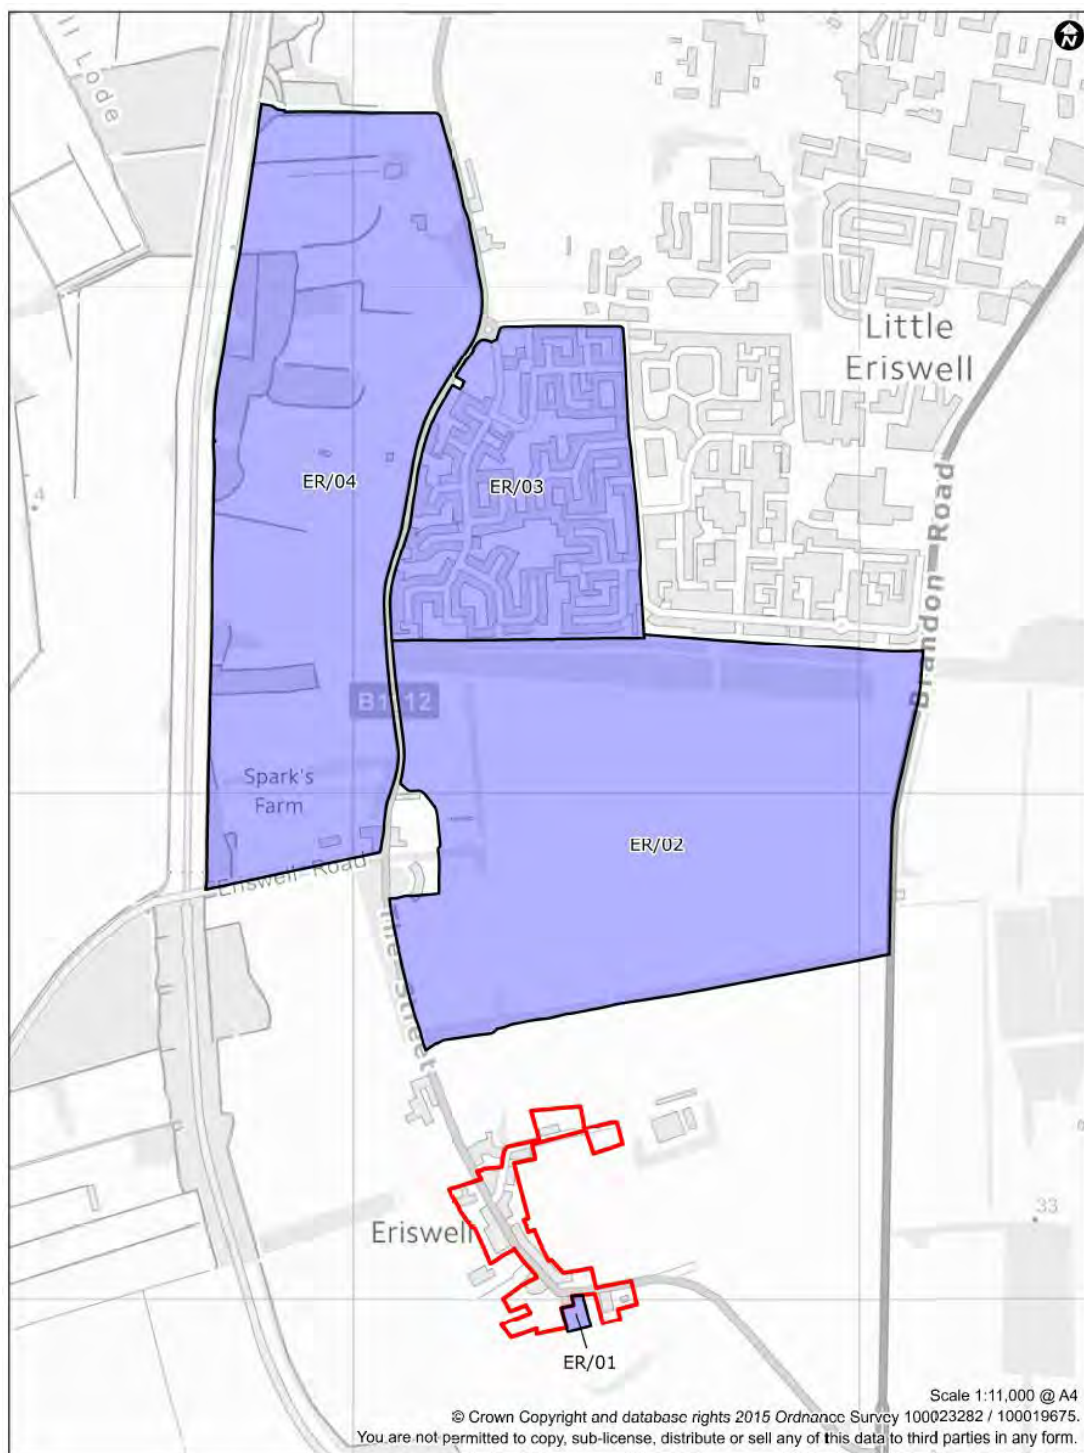 N
ll Lode
Little
Eriswell
ER/04
ER/03
4
Brandon Road
B1112
Spark's
Farm
ER/02
Eriswell Road
The Street
33
Eriswell
ER/01
Scale 1:11,000 @ A4
© Crown Copyright and database rights 2015 Ordnance Survey 100023282 / 100019675.
You are not permitted to copy, sub-license, distribute or sell any of this data to third parties in any form.